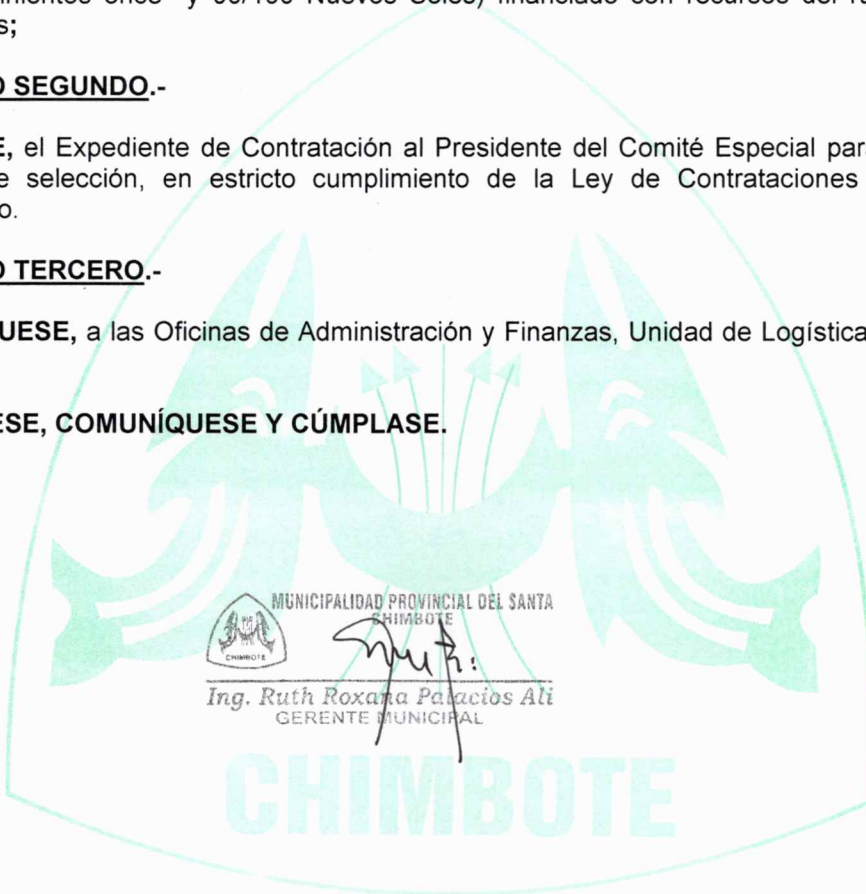 y 00/100 Nuevos Soles) financiado con recursos del
s;
O SEGUNDO.-
E, el Expediente de Contratación al Presidente del Comité Especial para
e selección, en estricto cumplimiento de la Ley de Contrataciones
o.
O TERCERO.-
UESE, a las Oficinas de Administración y Finanzas, Unidad de Logística
ESE, COMUNÍQUESE Y CÚMPLASE.
MUNICIPALIDAD PROVINCIAL DEL SANTA
CHIMBOTE
CHIMBOTE
Ing. Ruth Roxana Palacios Ali
GERENTE MUNICIPAL
CHIMBOTE